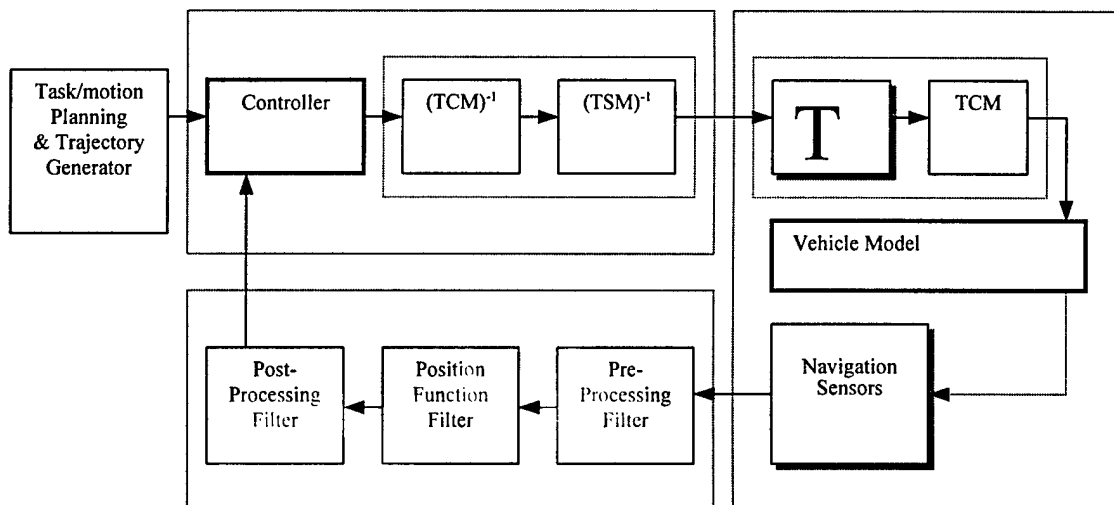 Task/motion
Planning
& Trajectory
Generator
Controller
(TCM)-1
(TSM)-1
T
TCM
Vehicle Model
Navigation
Sensors
Pre-
Processing
Filter
Position
Function
Filter
Post-
Processing
Filter